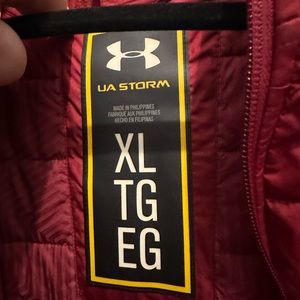 UA STORM
MADE IN PHILIPPINES
FABRIQUÉ AUX PHILIPPINES
HECHO EN FILIPINAS
XL
TG
EG